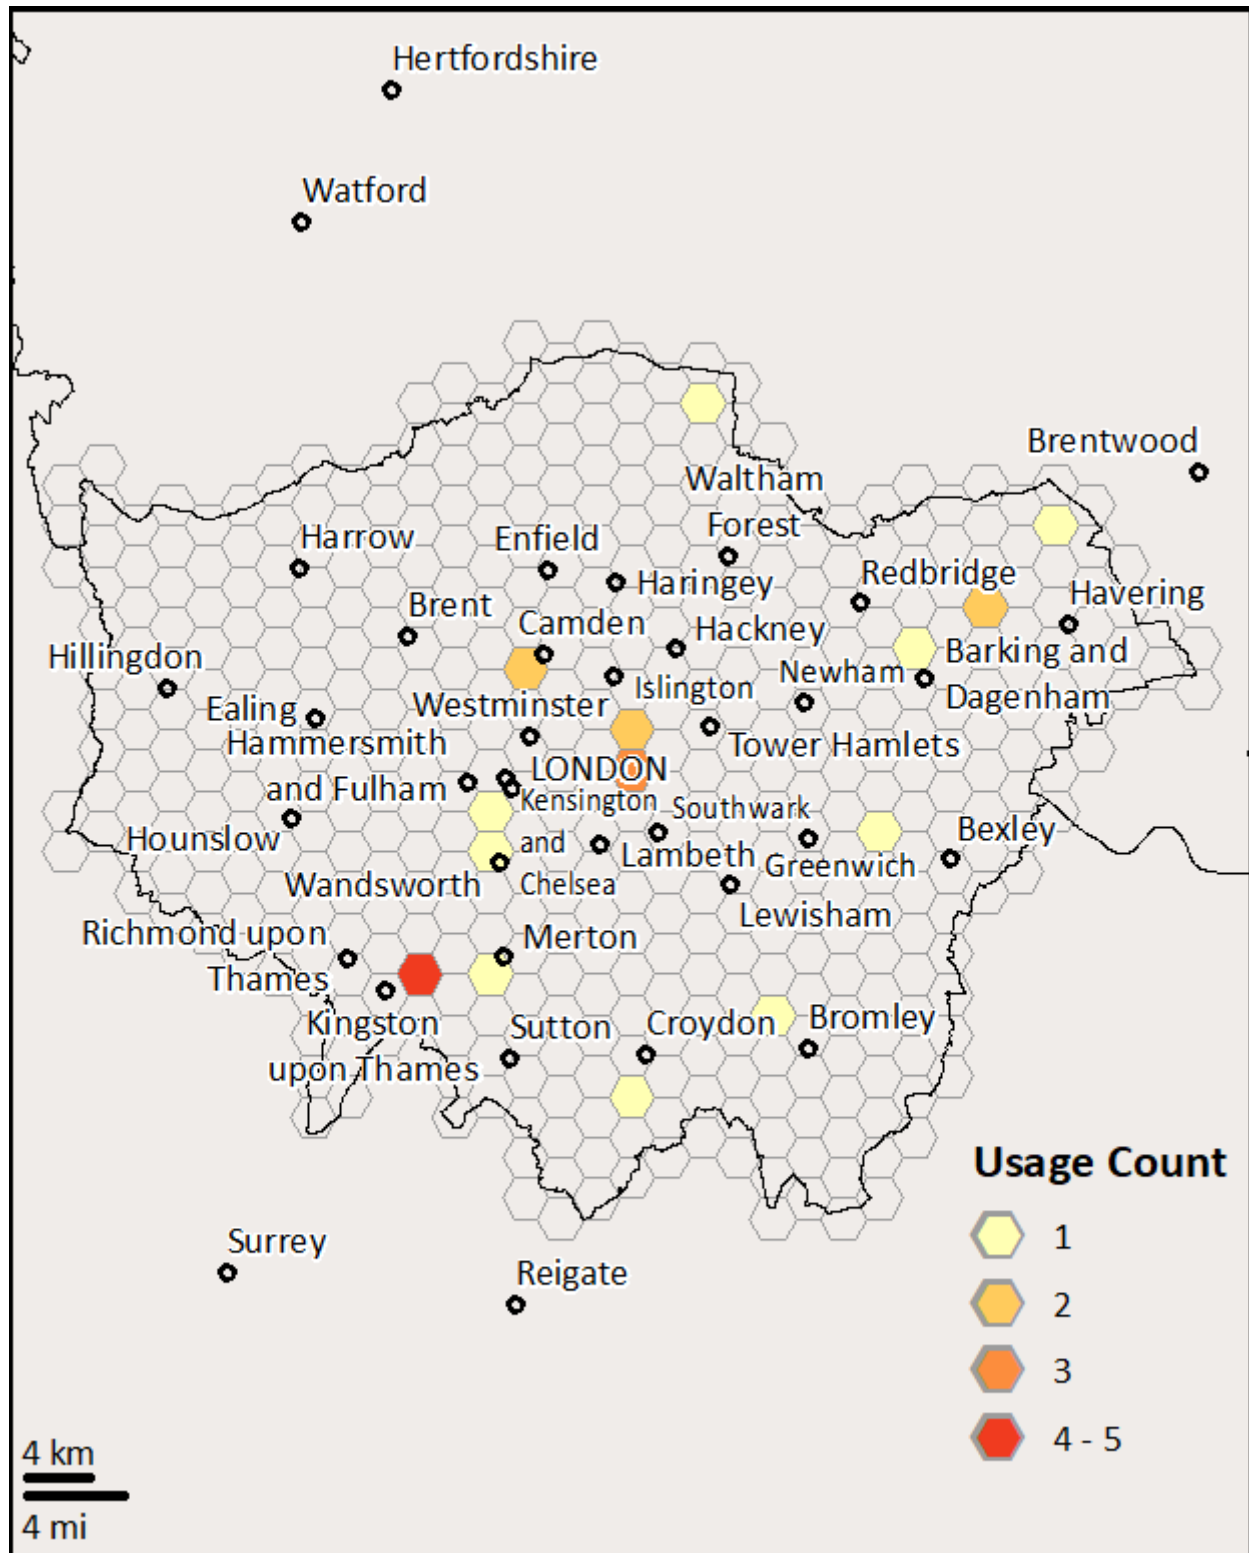 Hertfordshire
Watford
Brentwood
Waltham
Forest
Harrow
Enfield
Haringey
Redbridge
Havering
Brent
Camden
Hackney
Barking and
Dagenham
Hillingdon
Newham
Islington
Ealing
Westminster
Tower Hamlets
Hammersmith
and Fulham
LONDON
Kensington
and
Chelsea
Southwark
Hounslow
Lambeth
Greenwich
Bexley
Wandsworth
Lewisham
Richmond upon
Thames
Merton
Kingston
upon Thames
Sutton
Croydon
Bromley
Surrey
Reigate
Usage Count
1
2
3
4 - 5
4 km
4 mi